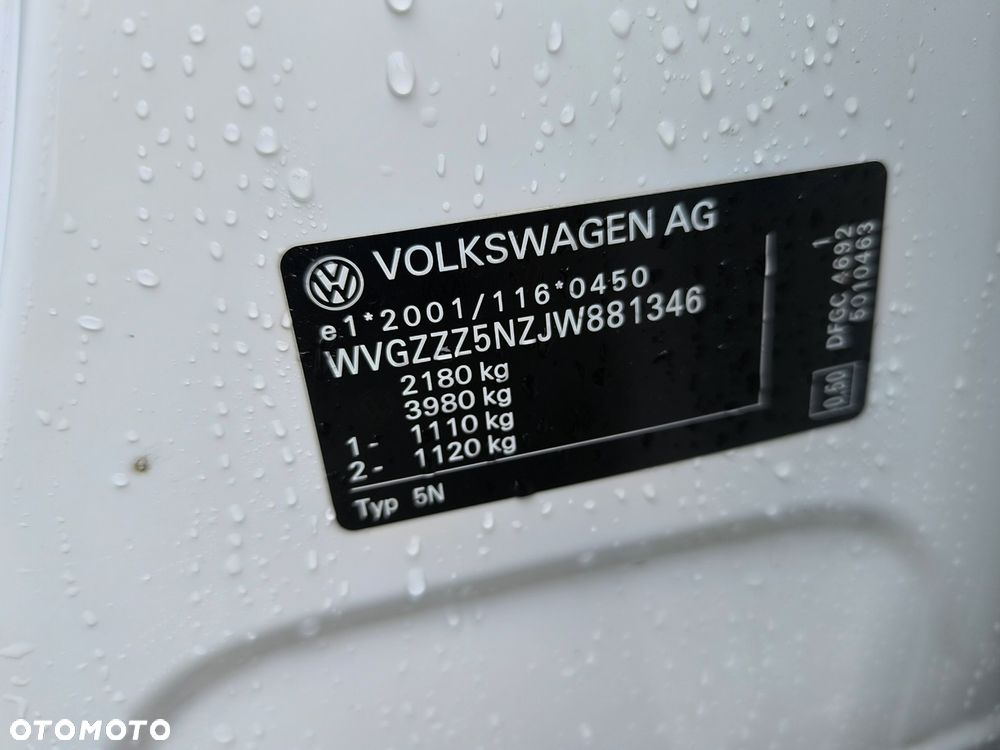 VOLKSWAGEN AG
e1*2001/116*0450
WVGZZZ5NZJW881346
2180 kg
3980 kg
1- 1110 kg
2- 1120 kg
Typ 5N
1
DFGC 4692
5010463
0.50
OTOMOTO